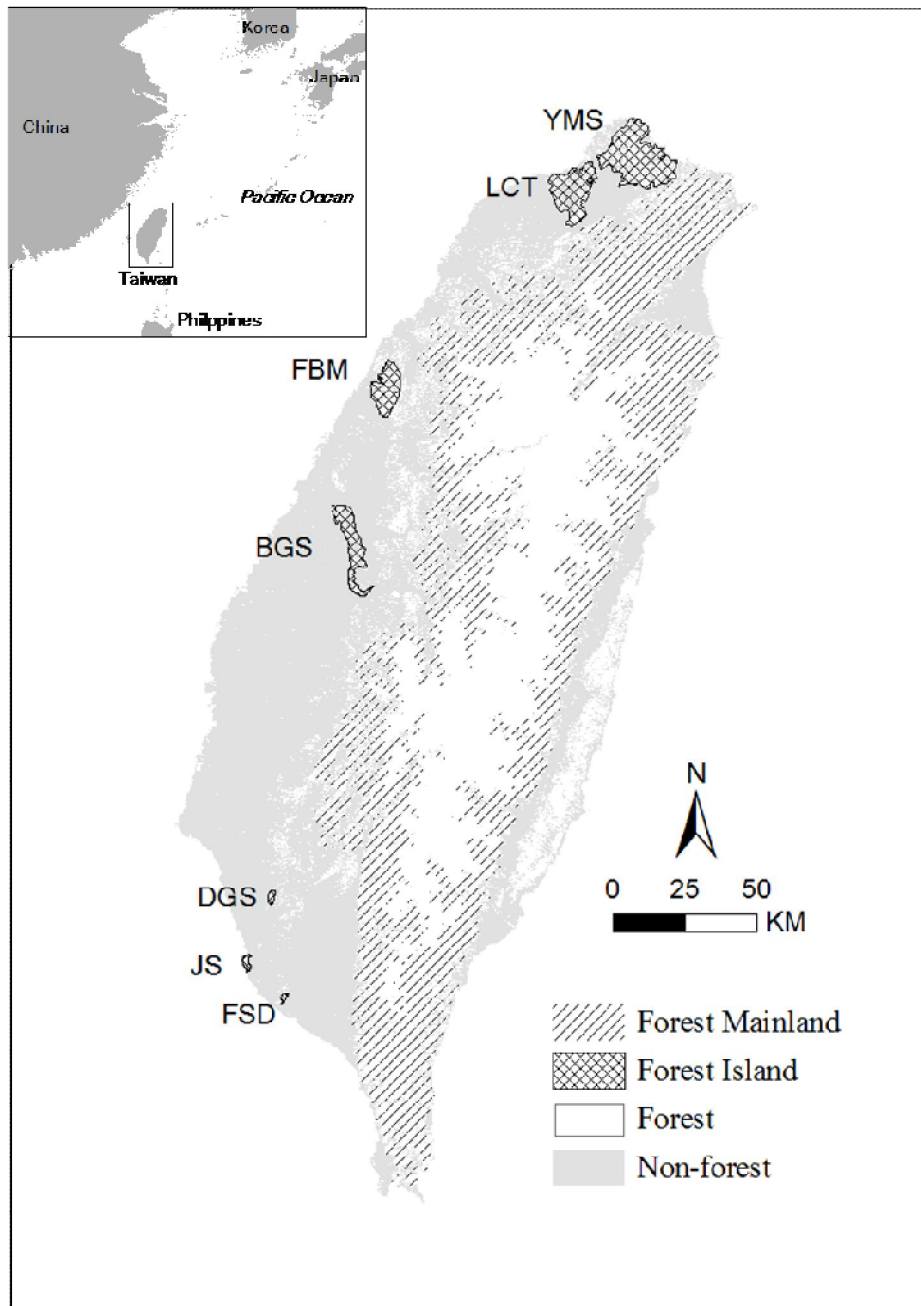 Korea
Japan
China
Pacific Ocean
Taiwan
Philippines
YMS
LCT
FBM
BGS
DGS
JS
FSD
N
0 25 50
KM
Forest Mainland
Forest Island
Forest
Non-forest